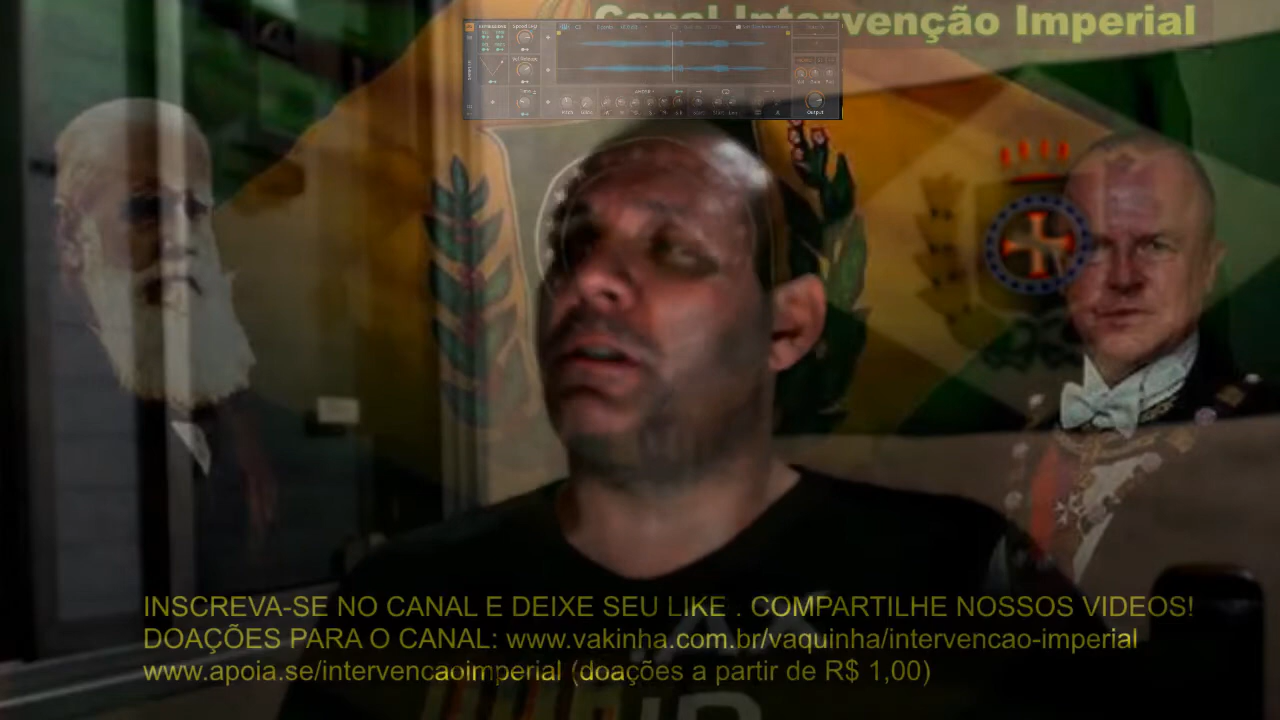 Canal Intervenção Imperial
Output
INSCREVA-SE NO CANAL E DEIXE SEU LIKE . COMPARTILHE NOSSOS VIDEOS!
DOAÇÕES PARA O CANAL: www.vakinha.com.br/vaquinha/intervencao-imperial
www.apoia.se/intervencaoimperial (doações a partir de R$ 1,00)